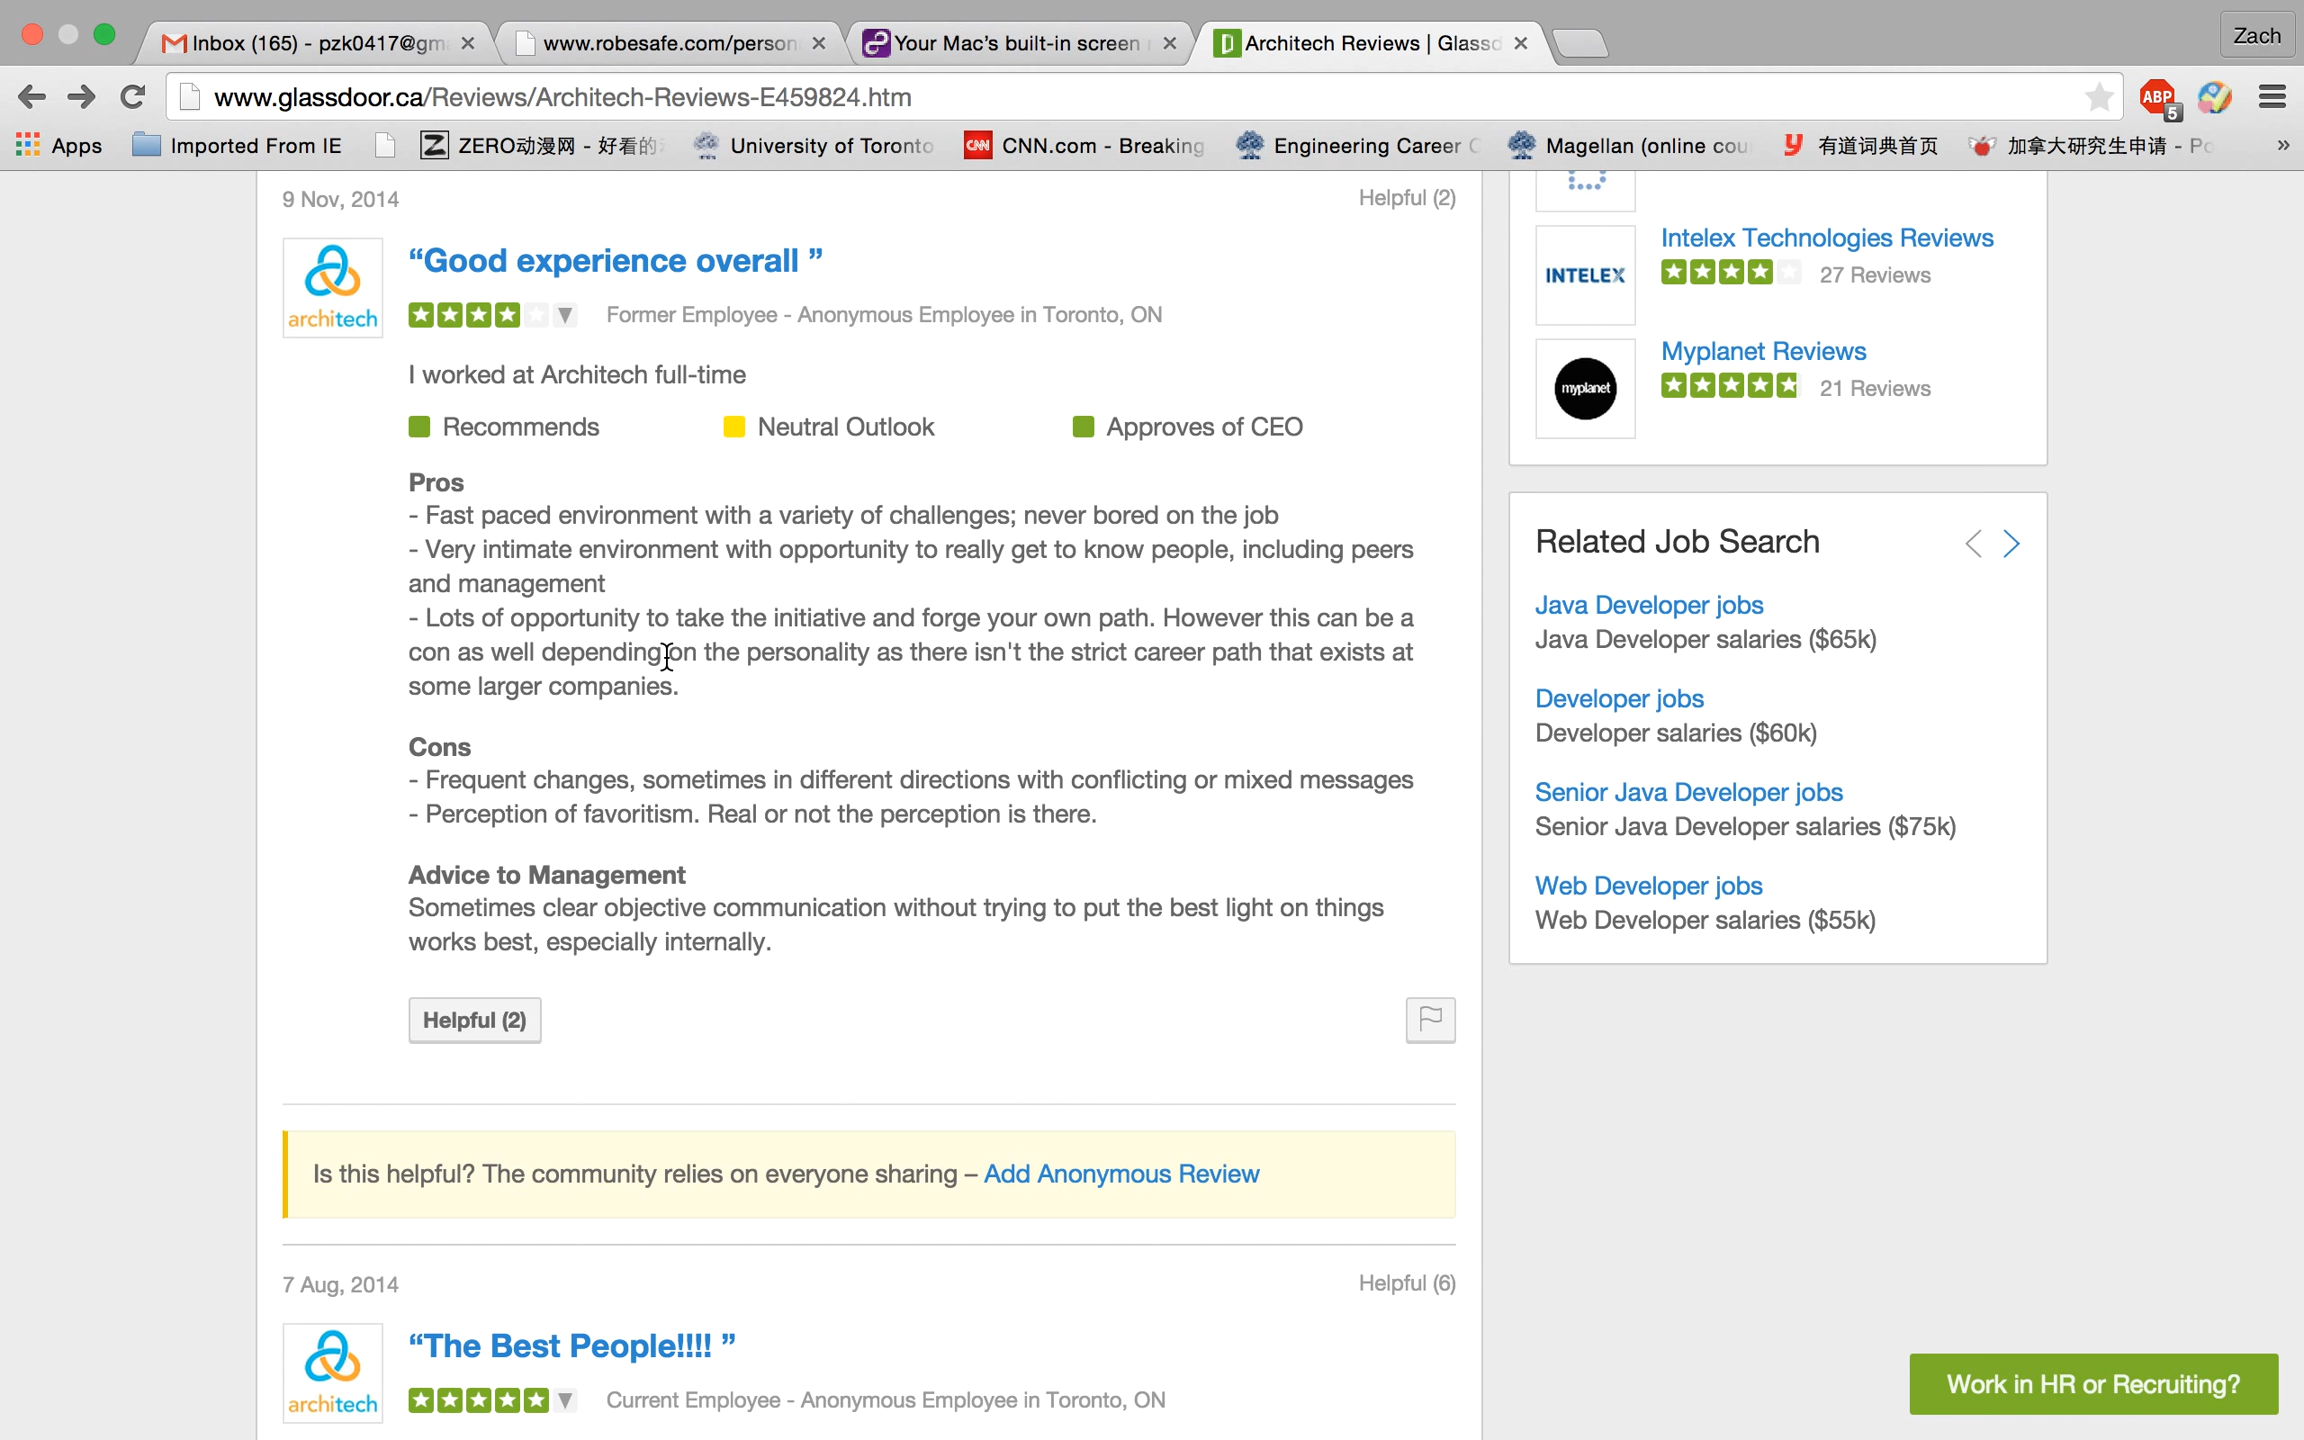 Inbox (165) - pzk0417@gm
www.robesafe.com/person
Your Mac's built-in screen
Architech Reviews | Glassd
Zach
www.glassdoor.ca/Reviews/Architech-Reviews-E459824.htm
ABP
5
Apps
Imported From IE
ZERO动漫网 - 好看的
University of Toronto
CNN
CNN.com - Breaking
Engineering Career
Magellan (online cou
有道词典首页
加拿大研究生申请 - Po
»
9 Nov, 2014
Helpful (2)
architech
“Good experience overall ”
Former Employee - Anonymous Employee in Toronto, ON
I worked at Architech full-time
Recommends
Neutral Outlook
Approves of CEO
Pros
- Fast paced environment with a variety of challenges; never bored on the job
- Very intimate environment with opportunity to really get to know people, including peers
and management
- Lots of opportunity to take the initiative and forge your own path. However this can be a
con as well depending on the personality as there isn't the strict career path that exists at
some larger companies.
Cons
- Frequent changes, sometimes in different directions with conflicting or mixed messages
- Perception of favoritism. Real or not the perception is there.
Advice to Management
Sometimes clear objective communication without trying to put the best light on things
works best, especially internally.
Helpful (2)
Is this helpful? The community relies on everyone sharing – Add Anonymous Review
7 Aug, 2014
Helpful (6)
architech
“The Best People!!!! ”
Current Employee - Anonymous Employee in Toronto, ON
INTELEX
Intelex Technologies Reviews
27 Reviews
myplanet
Myplanet Reviews
21 Reviews
Related Job Search
Java Developer jobs
Java Developer salaries ($65k)
Developer jobs
Developer salaries ($60k)
Senior Java Developer jobs
Senior Java Developer salaries ($75k)
Web Developer jobs
Web Developer salaries ($55k)
Work in HR or Recruiting?